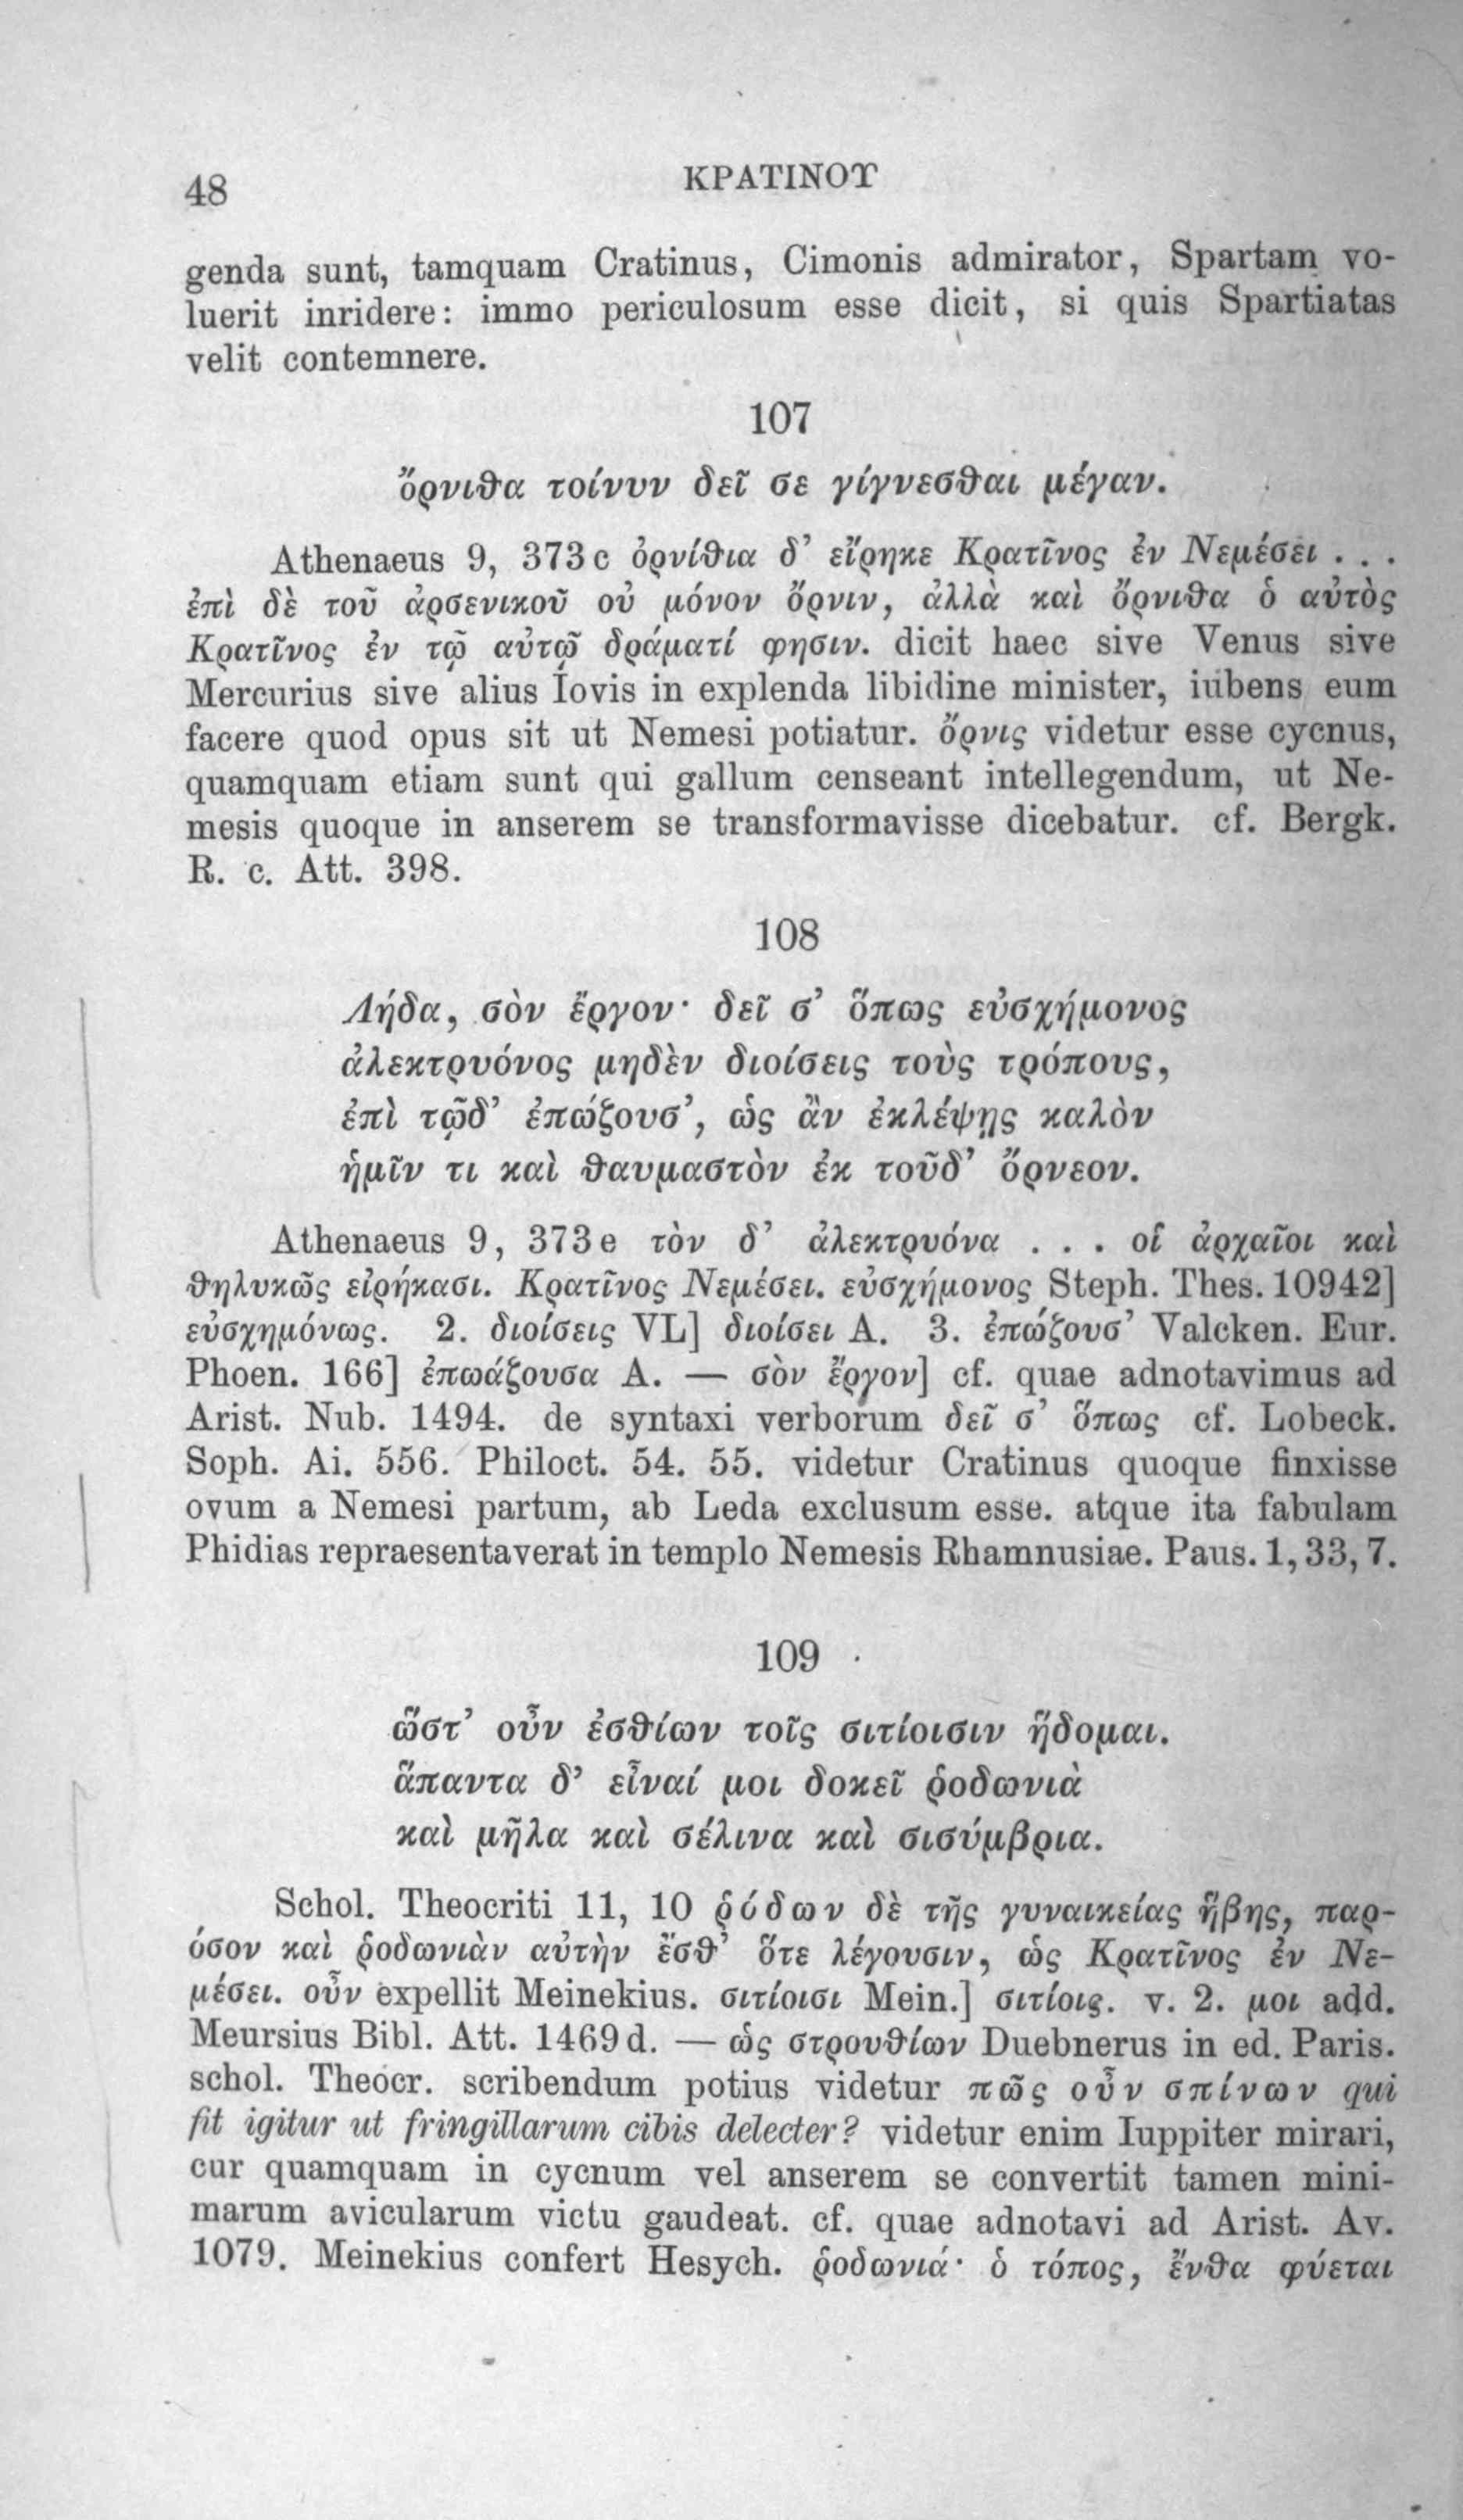 48
ΚΡΑΤΙΝΟΥ
genda sunt, tamquam Cratinus, Cimonis admirator, Spartam vo-
luerit inridere: immo periculosum esse dicit, si quis Spartiatas
velit contemnere.
107
ὄρνιθα τοίνυν δεῖ σε γίγνεσθαι μέγαν.
Athenaeus 9, 373 c ὀρνίθια δ’ εἴρηκε Κρατῖνος ἐν Νεμέσει . . .
ἐπὶ δὲ τοῦ ἀρσενικοῦ οὐ μόνον ὄρνιν, ἀλλὰ καὶ ὄρνιθα ὁ αὐτὸς
Κρατῖνος ἐν τῷ αὐτῷ δράματί φησιν. dicit haec sive Venus sive
Mercurius sive alius Iovis in explenda libidine minister, iubens eum
facere quod opus sit ut Nemesi potiatur. ὄρνις videtur esse cycnus,
quamquam etiam sunt qui gallum censeant intellegendum, ut Ne-
mesis quoque in anserem se transformavisse dicebatur. cf. Bergk.
R. c. Att. 398.
108
Λήδα, σὸν ἔργον· δεῖ σ’ ὅπως εὐσχήμονος
ἀλεκτρυόνος μηδὲν διοίσεις τοὺς τρόπους,
ἐπὶ τῷδ’ ἐπῴζουσ’, ὡς ἂν ἐκλέψῃς καλὸν
ἡμῖν τι καὶ θαυμαστὸν ἐκ τοῦδ’ ὄρνεον.
Athenaeus 9, 373 e τὸν δ’ ἀλεκτρυόνα . . . οἱ ἀρχαῖοι καὶ
θηλυκῶς εἰρήκασι. Κρατῖνος Νεμέσει. εὐσχήμονος Steph. Thes. 10942]
εὐσχημόνως. 2. διοίσεις VL] διοίσει A. 3. ἐπῴζουσ’ Valcken. Eur.
Phoen. 166] ἐπωάζουσα A. — σὸν ἔργον] cf. quae adnotavimus ad
Arist. Nub. 1494. de syntaxi verborum δεῖ σ’ ὅπως cf. Lobeck.
Soph. Ai. 556. Philoct. 54. 55. videtur Cratinus quoque finxisse
ovum a Nemesi partum, ab Leda exclusum esse. atque ita fabulam
Phidias repraesentaverat in templo Nemesis Rhamnusiae. Paus. 1, 33, 7.
109
ὥστ’ οὖν ἐσθίων τοῖς σιτίοισιν ἥδομαι.
ἅπαντα δ’ εἶναί μοι δοκεῖ ῥοδωνιὰ
καὶ μῆλα καὶ σέλινα καὶ σισύμβρια.
Schol. Theocriti 11, 10 ῥόδων δὲ τῆς γυναικείας ἥβης, παρ-
όσον καὶ ῥοδωνιὰν αὐτὴν ἔσθ’ ὅτε λέγουσιν, ὡς Κρατῖνος ἐν Νε-
μέσει. οὖν expellit Meinekius. σιτίοισι Mein.] σιτίοις. v. 2. μοι add.
Meursius Bibl. Att. 1469 d. — ὡς στρουθίων Duebnerus in ed. Paris.
schol. Theocr. scribendum potius videtur πῶς οὖν σπίνων qui
fit igitur ut fringillarum cibis delecter? videtur enim Iuppiter mirari,
cur quamquam in cycnum vel anserem se convertit tamen mini-
marum avicularum victu gaudeat. cf. quae adnotavi ad Arist. Av.
1079. Meinekius confert Hesych. ῥοδωνιά· ὁ τόπος, ἔνθα φύεται